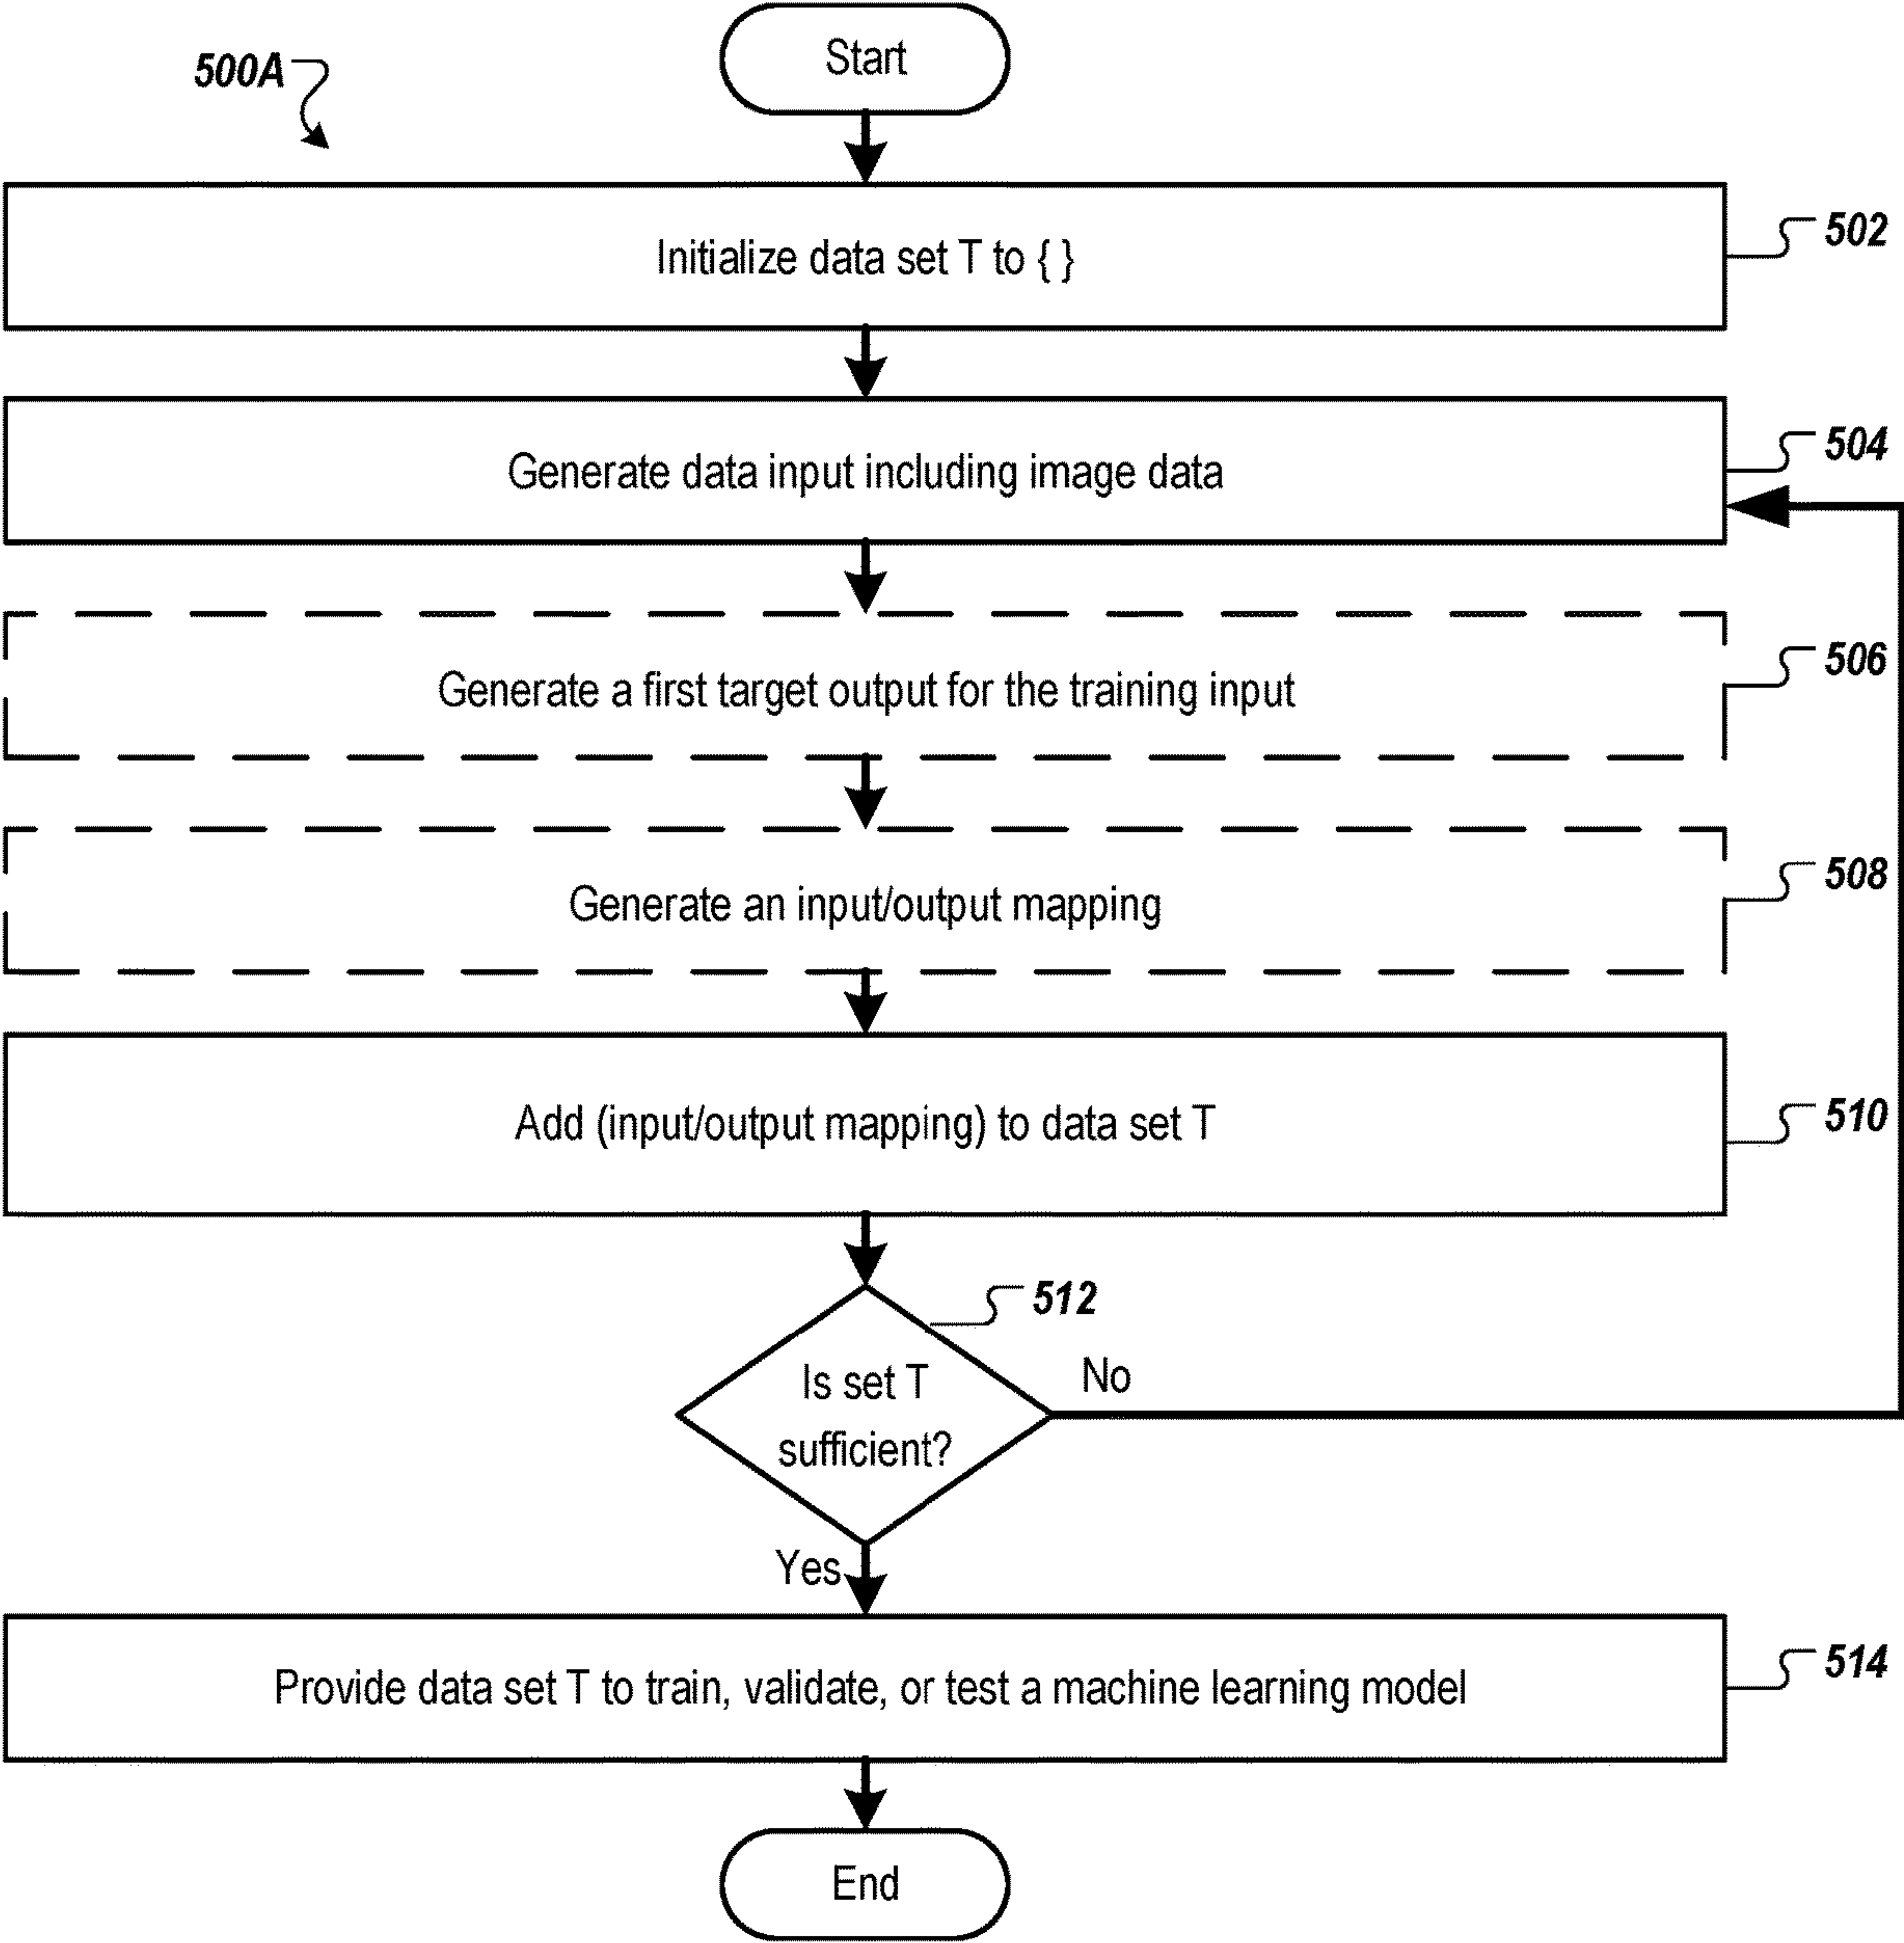 Start
500A
Initialize data set T to { }
502
Generate data input including image data
504
Generate a first target output for the training input
506
Generate an input/output mapping
508
Add (input/output mapping) to data set T
510
512
Is set T
sufficient?
No
Yes
Provide data set T to train, validate, or test a machine learning model
514
End